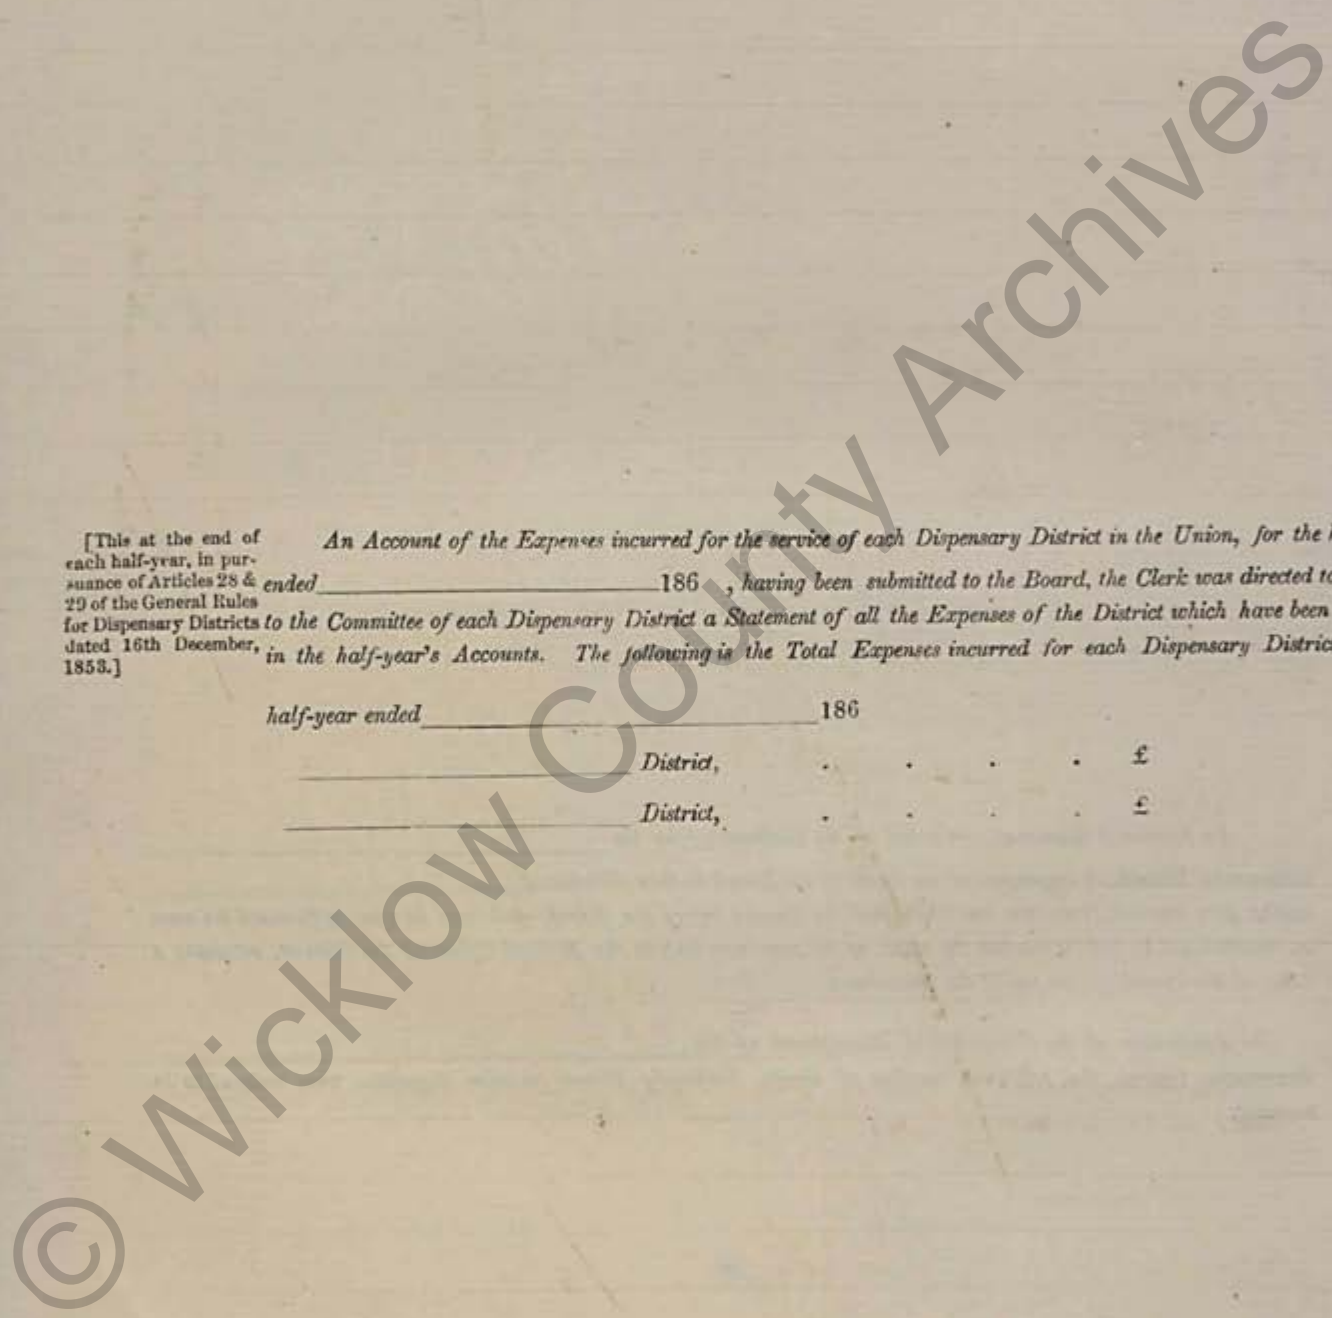 [This at the end of
each half-year, in pur-
suance of Articles 28 &
29 of the General Rules
for Dispensary Districts
dated 16th December,
1853.]
An Account of the Expenses incurred for the service of each Dispensary District in the Union, for the
ended 186 , having been submitted to the Board, the Clerk was directed to
to the Committee of each Dispensary District a Statement of all the Expenses of the District which have been
in the half-year's Accounts. The following is the Total Expenses incurred for each Dispensary Distric
half-year ended 186
District, . . . . £
District, . . . . £
© Wicklow County Archives